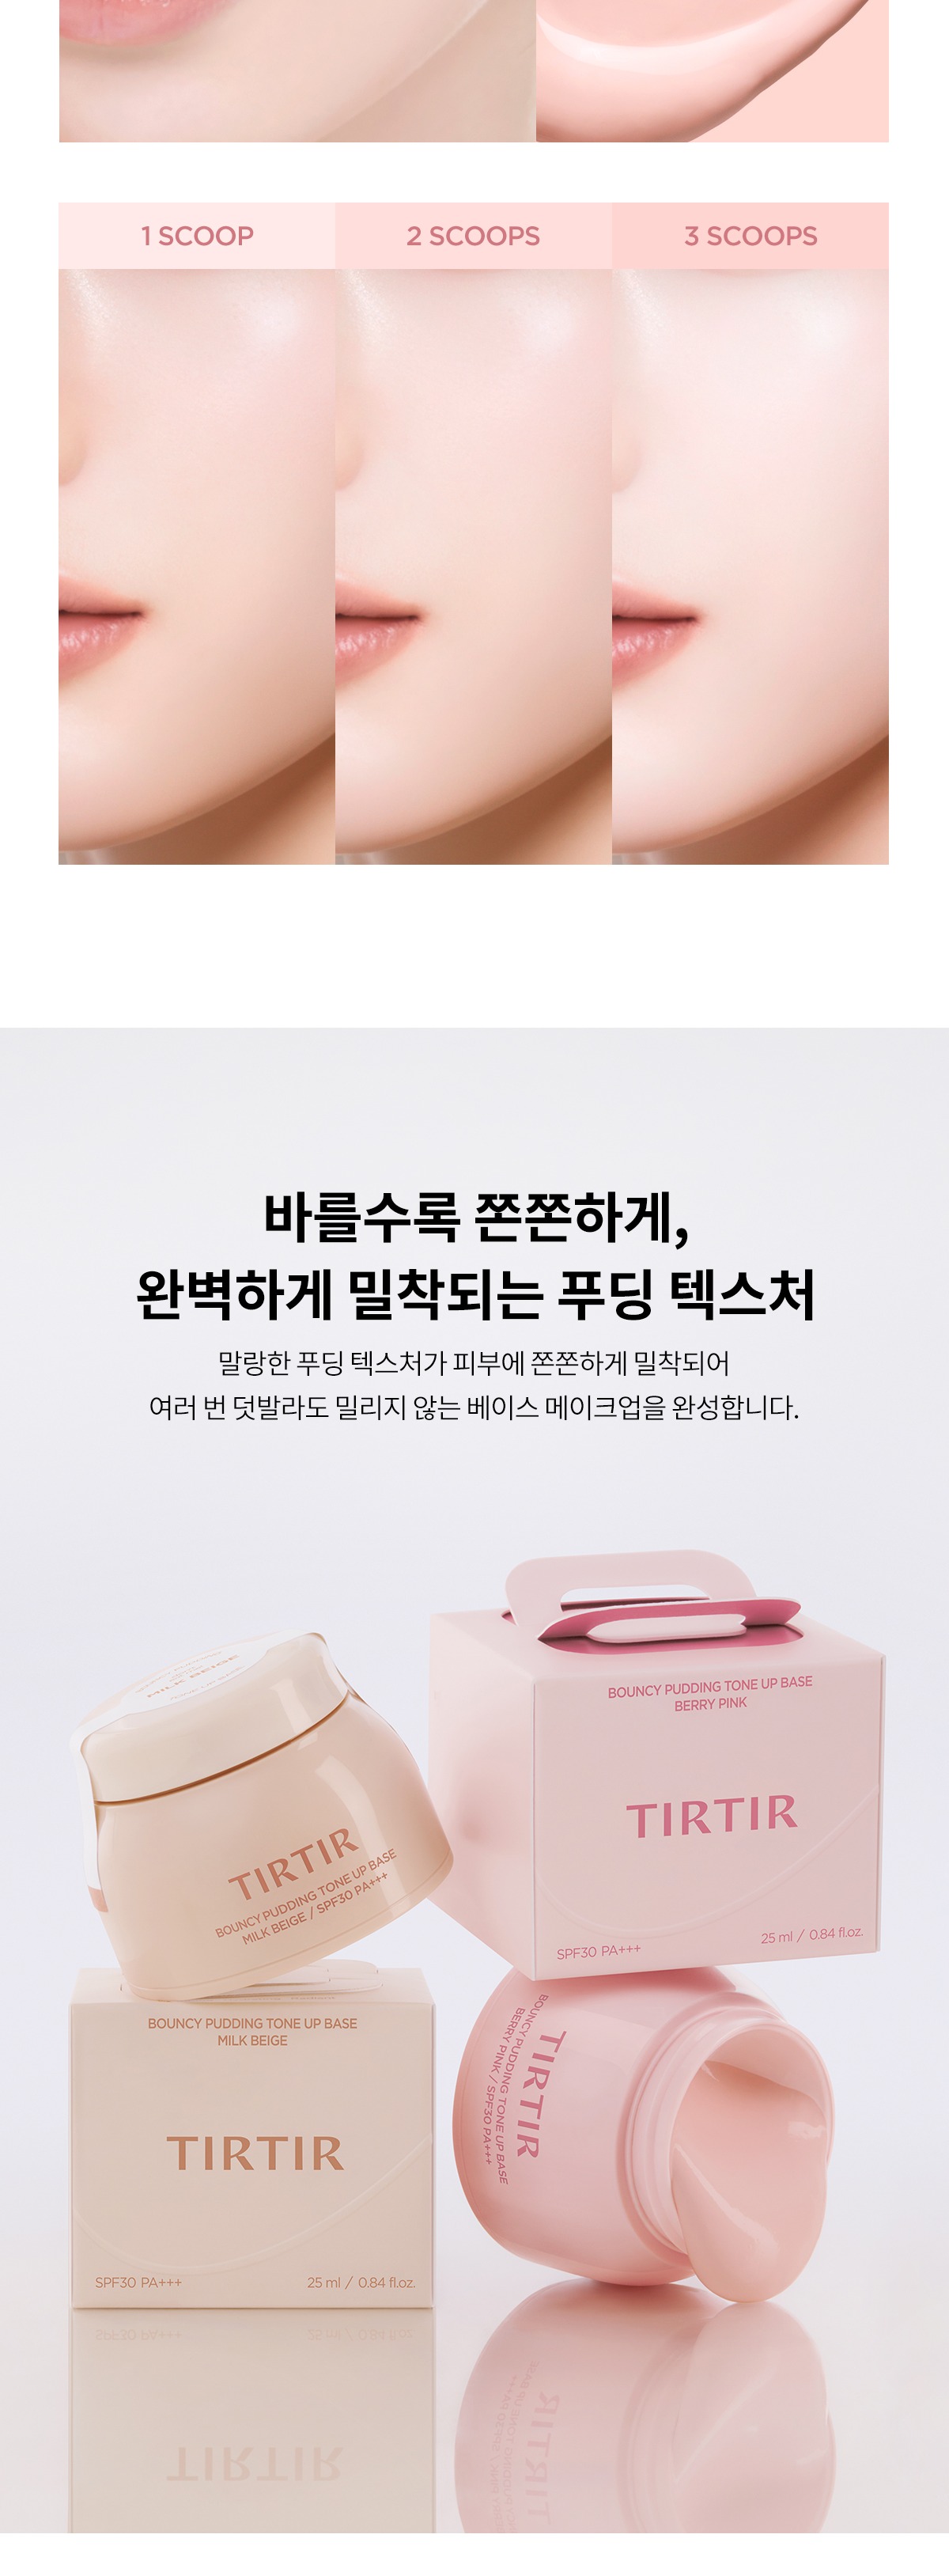 1 SCOOP
2 SCOOPS
3 SCOOPS
바를수록 쫀쫀하게,
완벽하게 밀착되는 푸딩 텍스처
말랑한 푸딩 텍스처가 피부에 쫀쫀하게 밀착되어
여러 번 덧발라도 밀리지 않는 베이스 메이크업을 완성합니다.
BOUNCY PUDDING TONE UP BASE
BERRY PINK
TIRTIR
SPF30 PA+++
25 ml / 0.84 fl.oz.
MILK BEIGE
TIRTIR
BOUNCY PUDDING TONE UP BASE
MILK BEIGE / SPF30 PA+++
BOUNCY PUDDING TONE UP BASE
MILK BEIGE
TIRTIR
SPF30 PA+++
25 ml / 0.84 fl.oz.
TIRTIR
BOUNCY PUDDING TONE UP BASE
BERRY PINK / SPF30 PA+++